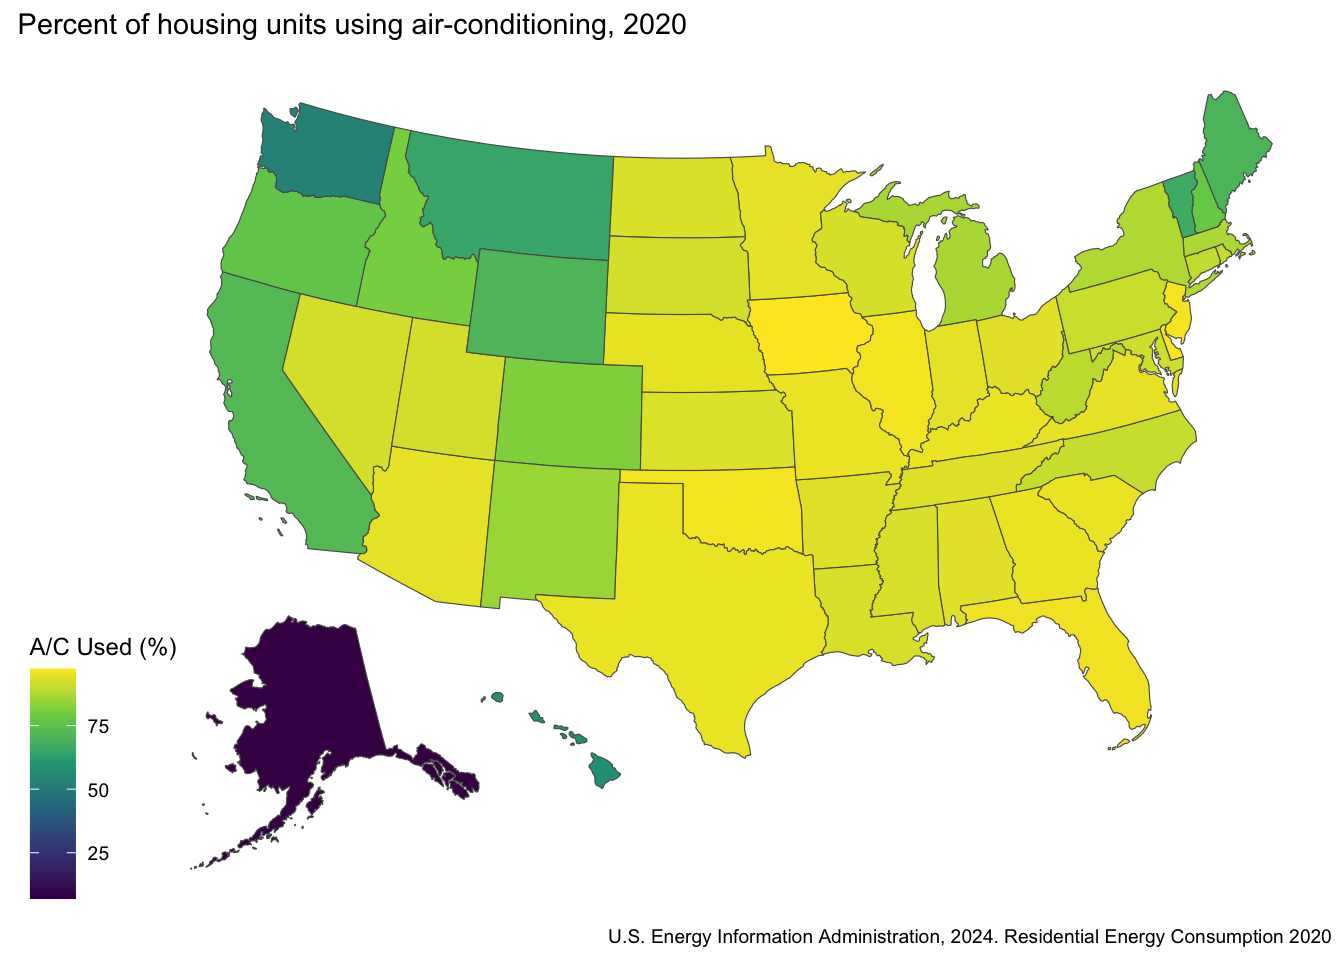 Percent of housing units using air-conditioning, 2020
A/C Used (%)
75
50
25
U.S. Energy Information Administration, 2024. Residential Energy Consumption 2020